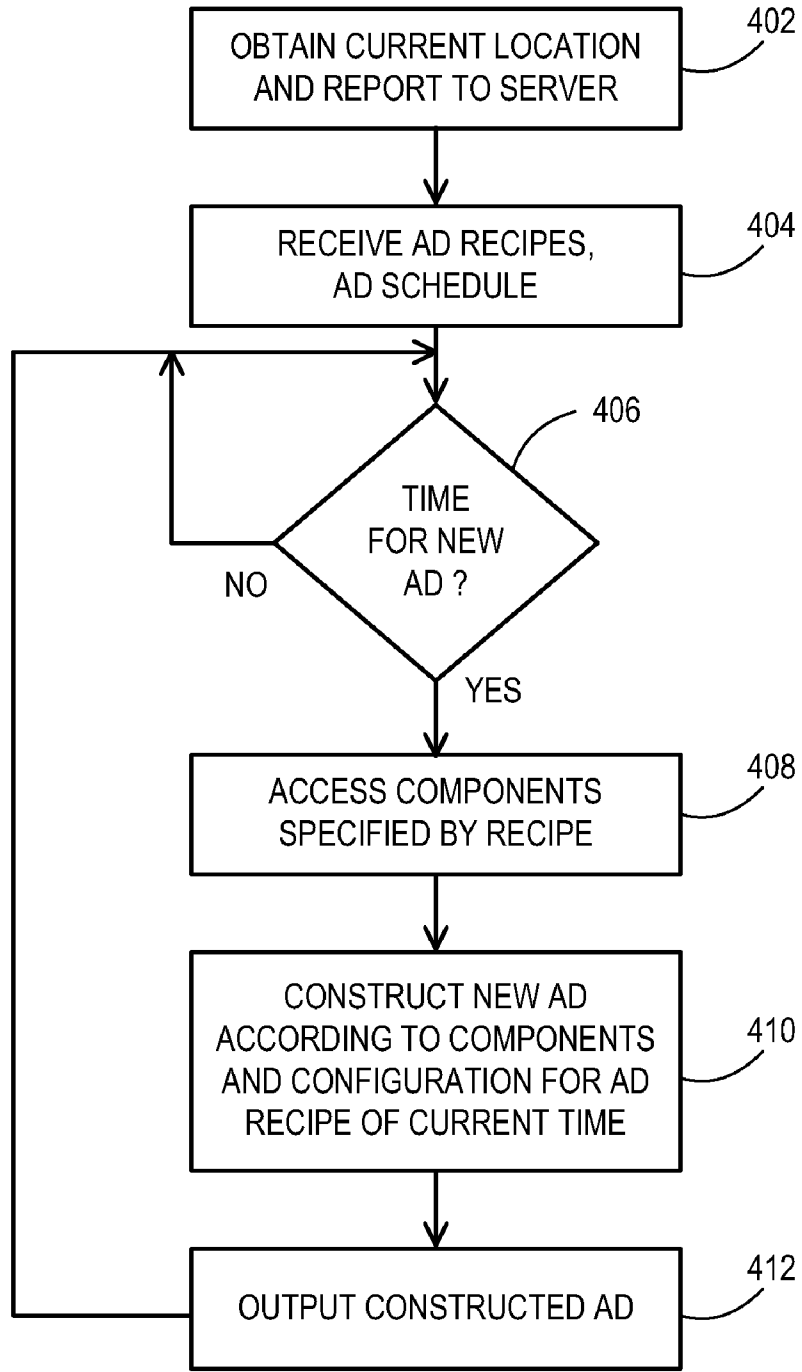 402
OBTAIN CURRENT LOCATION
AND REPORT TO SERVER
404
RECEIVE AD RECIPES,
AD SCHEDULE
406
TIME
FOR NEW
AD ?
NO
YES
408
ACCESS COMPONENTS
SPECIFIED BY RECIPE
410
CONSTRUCT NEW AD
ACCORDING TO COMPONENTS
AND CONFIGURATION FOR AD
RECIPE OF CURRENT TIME
412
OUTPUT CONSTRUCTED AD